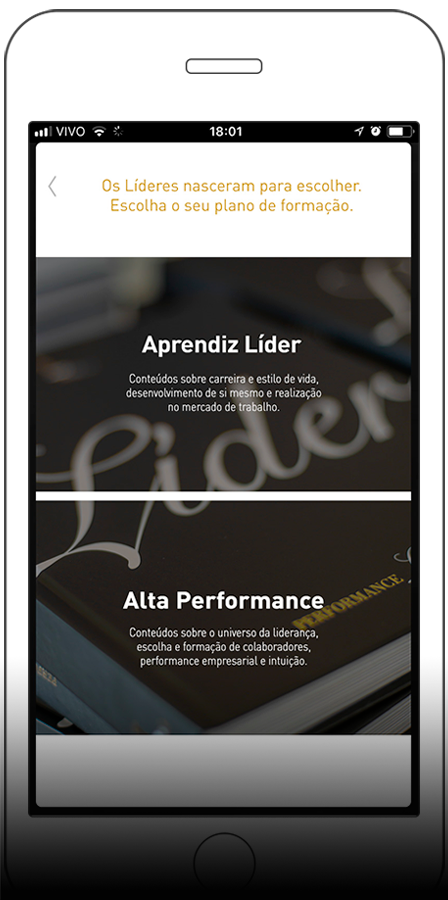 VIVO 18:01
Os Líderes nasceram para escolher.
Escolha o seu plano de formação.
Aprendiz Líder
Conteúdos sobre carreira e estilo de vida,
desenvolvimento de si mesmo e realização
no mercado de trabalho.
Líder
Alta Performance
PERFORMANCE
Conteúdos sobre o universo da liderança,
escolha e formação de colaboradores,
performance empresarial e intuição.